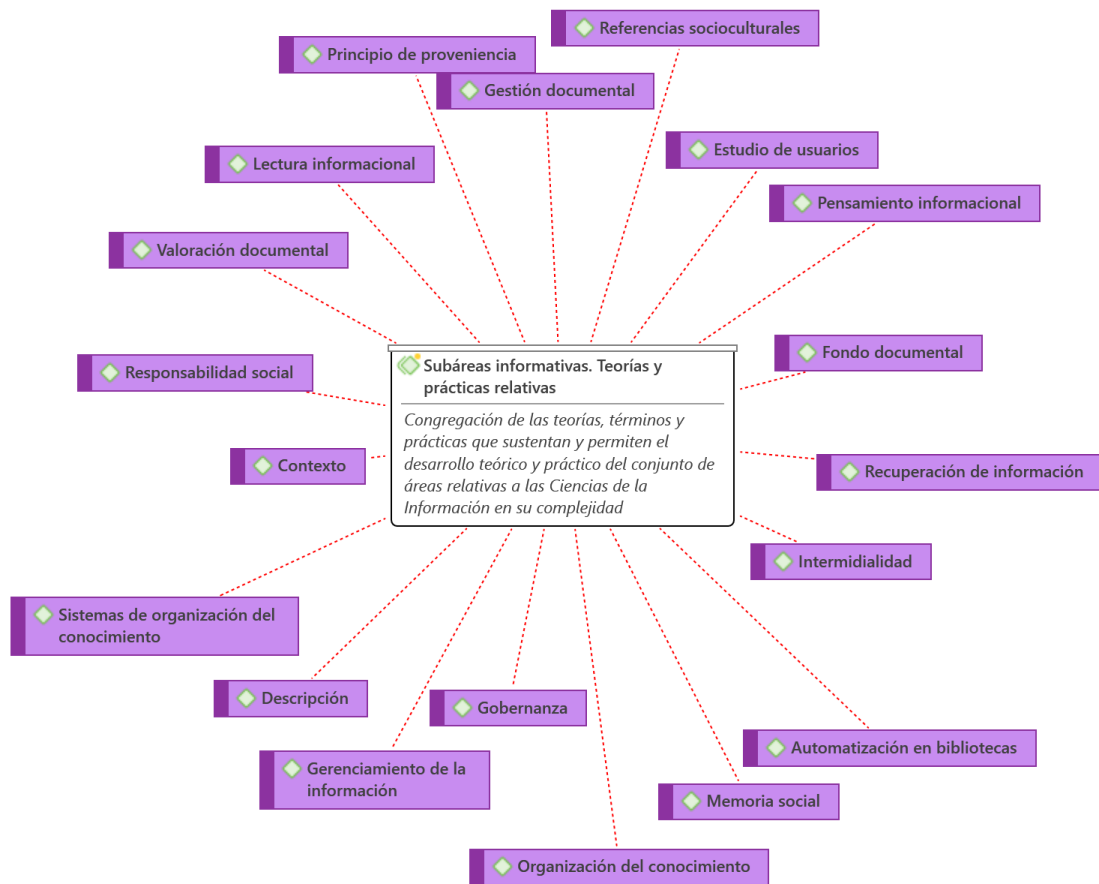 Referencias socioculturales
Principio de proveniencia
Gestión documental
Estudio de usuarios
Lectura informacional
Pensamiento informacional
Valoración documental
Fondo documental
Responsabilidad social
Subáreas informativas. Teorías y
prácticas relativas
Congregación de las teorías, términos y
prácticas que sustentan y permiten el
desarrollo teórico y práctico del conjunto de
áreas relativas a las Ciencias de la
Información en su complejidad
Contexto
Recuperación de información
Intermidialidad
Sistemas de organización del
conocimiento
Descripción
Gobernanza
Automatización en bibliotecas
Gerenciamiento de la
información
Memoria social
Organización del conocimiento